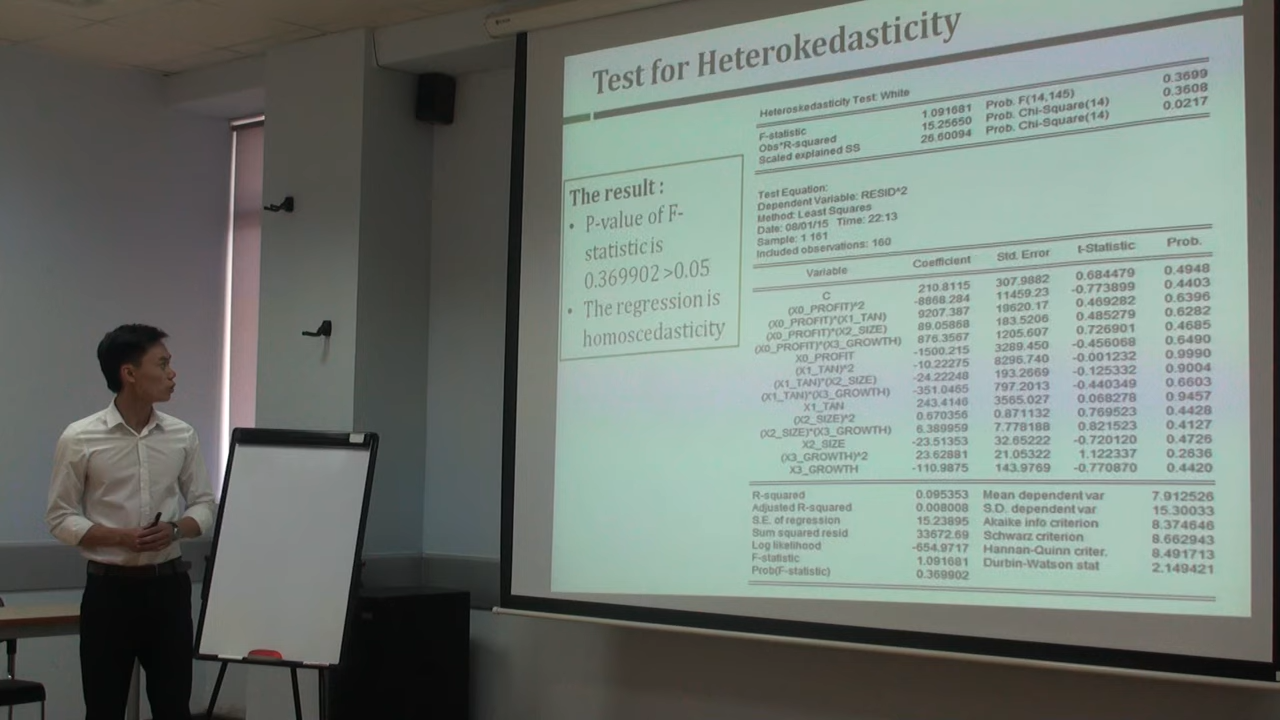 Test for Heterokedasticity
The result :
• P-value of F-
statistic is
0.369902 >0.05
• The regression is
homoscedasticity
Heteroskedasticity Test: White
F-statistic 1.091681 Prob. F(14,145) 0.3699
Obs*R-squared 15.25650 Prob. Chi-Square(14) 0.3608
Scaled explained SS 26.60094 Prob. Chi-Square(14) 0.0217
Test Equation:
Dependent Variable: RESID^2
Method: Least Squares
Date: 08/01/15 Time: 22:13
Sample: 1 161
Included observations: 160
Variable Coefficient Std. Error t-Statistic Prob.
C 210.8115 307.9882 0.684479 0.4948
(X0_PROFIT)^2 -8868.284 11459.23 -0.773899 0.4403
(X0_PROFIT)*(X1_TAN) 9207.387 19620.17 0.469282 0.6396
(X0_PROFIT)*(X2_SIZE) 89.05868 183.5206 0.485279 0.6282
(X0_PROFIT)*(X3_GROWTH) 876.3567 1205.607 0.726901 0.4685
X0_PROFIT -1500.215 3289.450 -0.456068 0.6490
(X1_TAN)^2 -10.22275 8296.740 -0.001232 0.9990
(X1_TAN)*(X2_SIZE) -24.22248 193.2669 -0.125332 0.9004
(X1_TAN)*(X3_GROWTH) -351.0465 797.2013 -0.440349 0.6603
X1_TAN 243.4146 3565.027 0.068278 0.9457
(X2_SIZE)^2 0.670356 0.871132 0.769523 0.4428
(X2_SIZE)*(X3_GROWTH) 6.389959 7.778188 0.821523 0.4127
X2_SIZE -23.51353 32.65222 -0.720120 0.4726
(X3_GROWTH)^2 23.62881 21.05322 1.122337 0.2636
X3_GROWTH -110.9875 143.9769 -0.770870 0.4420
R-squared 0.095353 Mean dependent var 7.912526
Adjusted R-squared 0.008008 S.D. dependent var 15.30033
S.E. of regression 15.23895 Akaike info criterion 8.374646
Sum squared resid 33672.69 Schwarz criterion 8.662943
Log likelihood -654.9717 Hannan-Quinn criter. 8.491713
F-statistic 1.091681 Durbin-Watson stat 2.149421
Prob(F-statistic) 0.369902